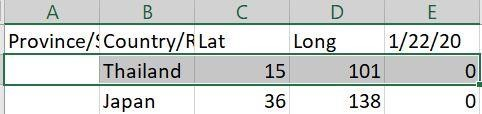 A B C D E
Province/S Country/R Lat Long 1/22/20
Thailand 15 101 0
Japan 36 138 0